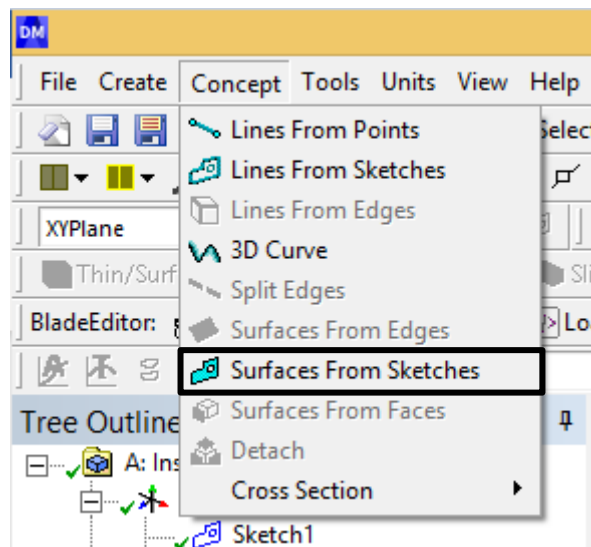 DM
File Create Concept Tools Units View Help
Lines From Points
Selec
Lines From Sketches
Lines From Edges
XYPlane
3D Curve
Thin/Surf
Split Edges
Sli
BladeEditor:
Surfaces From Edges
Lo
Surfaces From Sketches
Surfaces From Faces
Tree Outline
Detach
A: Ins
Cross Section
Sketch1